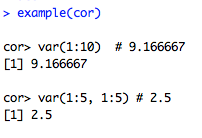 > example(cor)
cor> var(1:10)  # 9.166667
[1] 9.166667
cor> var(1:5, 1:5) # 2.5
[1] 2.5